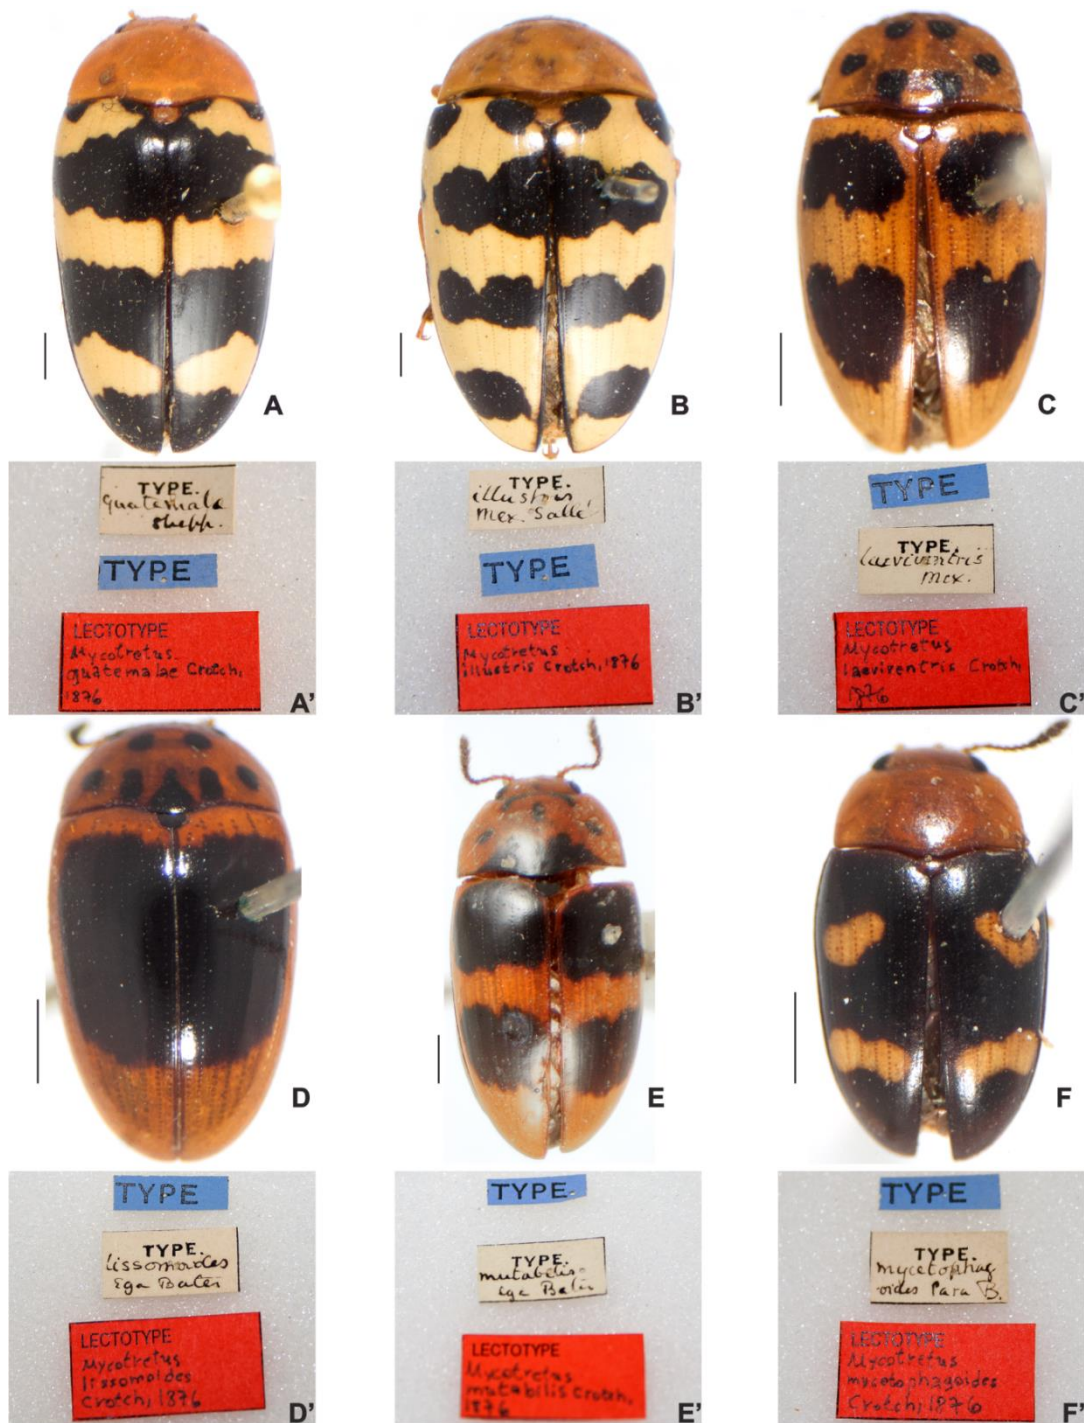 A
B
C
TYPE.
guatemala
shepp.
TYPE
LECTOTYPE
Mycotretus
guatemalae Crotch,
1876
A'
TYPE.
illustris
Mex. Sallé
TYPE
LECTOTYPE
Mycotretus
illustris Crotch, 1876
B'
TYPE
TYPE.
laeviventris
Mex.
LECTOTYPE
Mycotretus
laeviventris Crotch,
1876
C'
D
E
F
TYPE
TYPE.
lissomoides
Ega Bates
LECTOTYPE
Mycotretus
lissomoides
Crotch, 1876
D'
TYPE
TYPE.
mutabilis
Ega Bates
LECTOTYPE
Mycotretus
mutabilis Crotch,
1876
E'
TYPE
TYPE.
mycetophag
oides Para B.
LECTOTYPE
Mycotretus
mycetophagoides
Crotch, 1876
F'